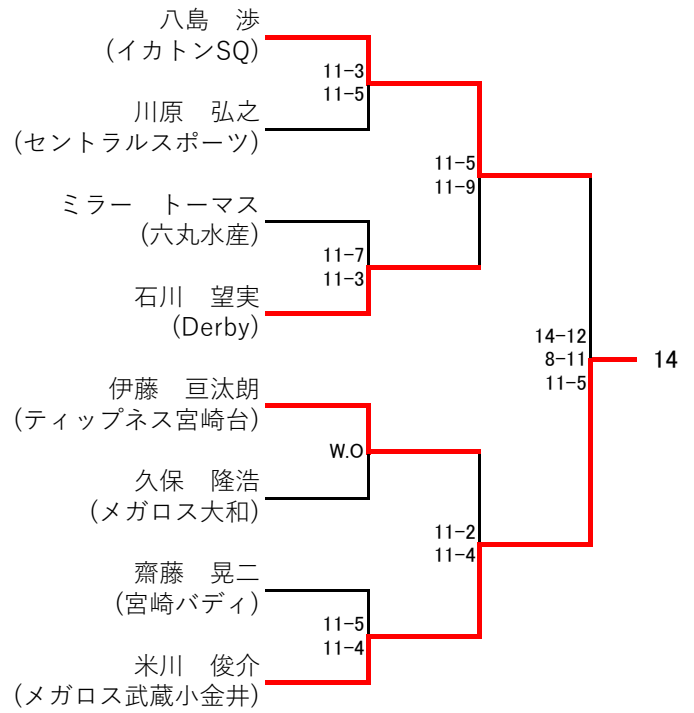 八島　渉
(イカトンSQ)
11-3
11-5
川原　弘之
(セントラルスポーツ)
11-5
11-9
ミラー　トーマス
(六丸水産)
11-7
11-3
石川　望実
(Derby)
14-12
8-11
11-5
14
伊藤　亘汰朗
(ティップネス宮崎台)
W.O
久保　隆浩
(メガロス大和)
11-2
11-4
齋藤　晃二
(宮崎バディ)
11-5
11-4
米川　俊介
(メガロス武蔵小金井)